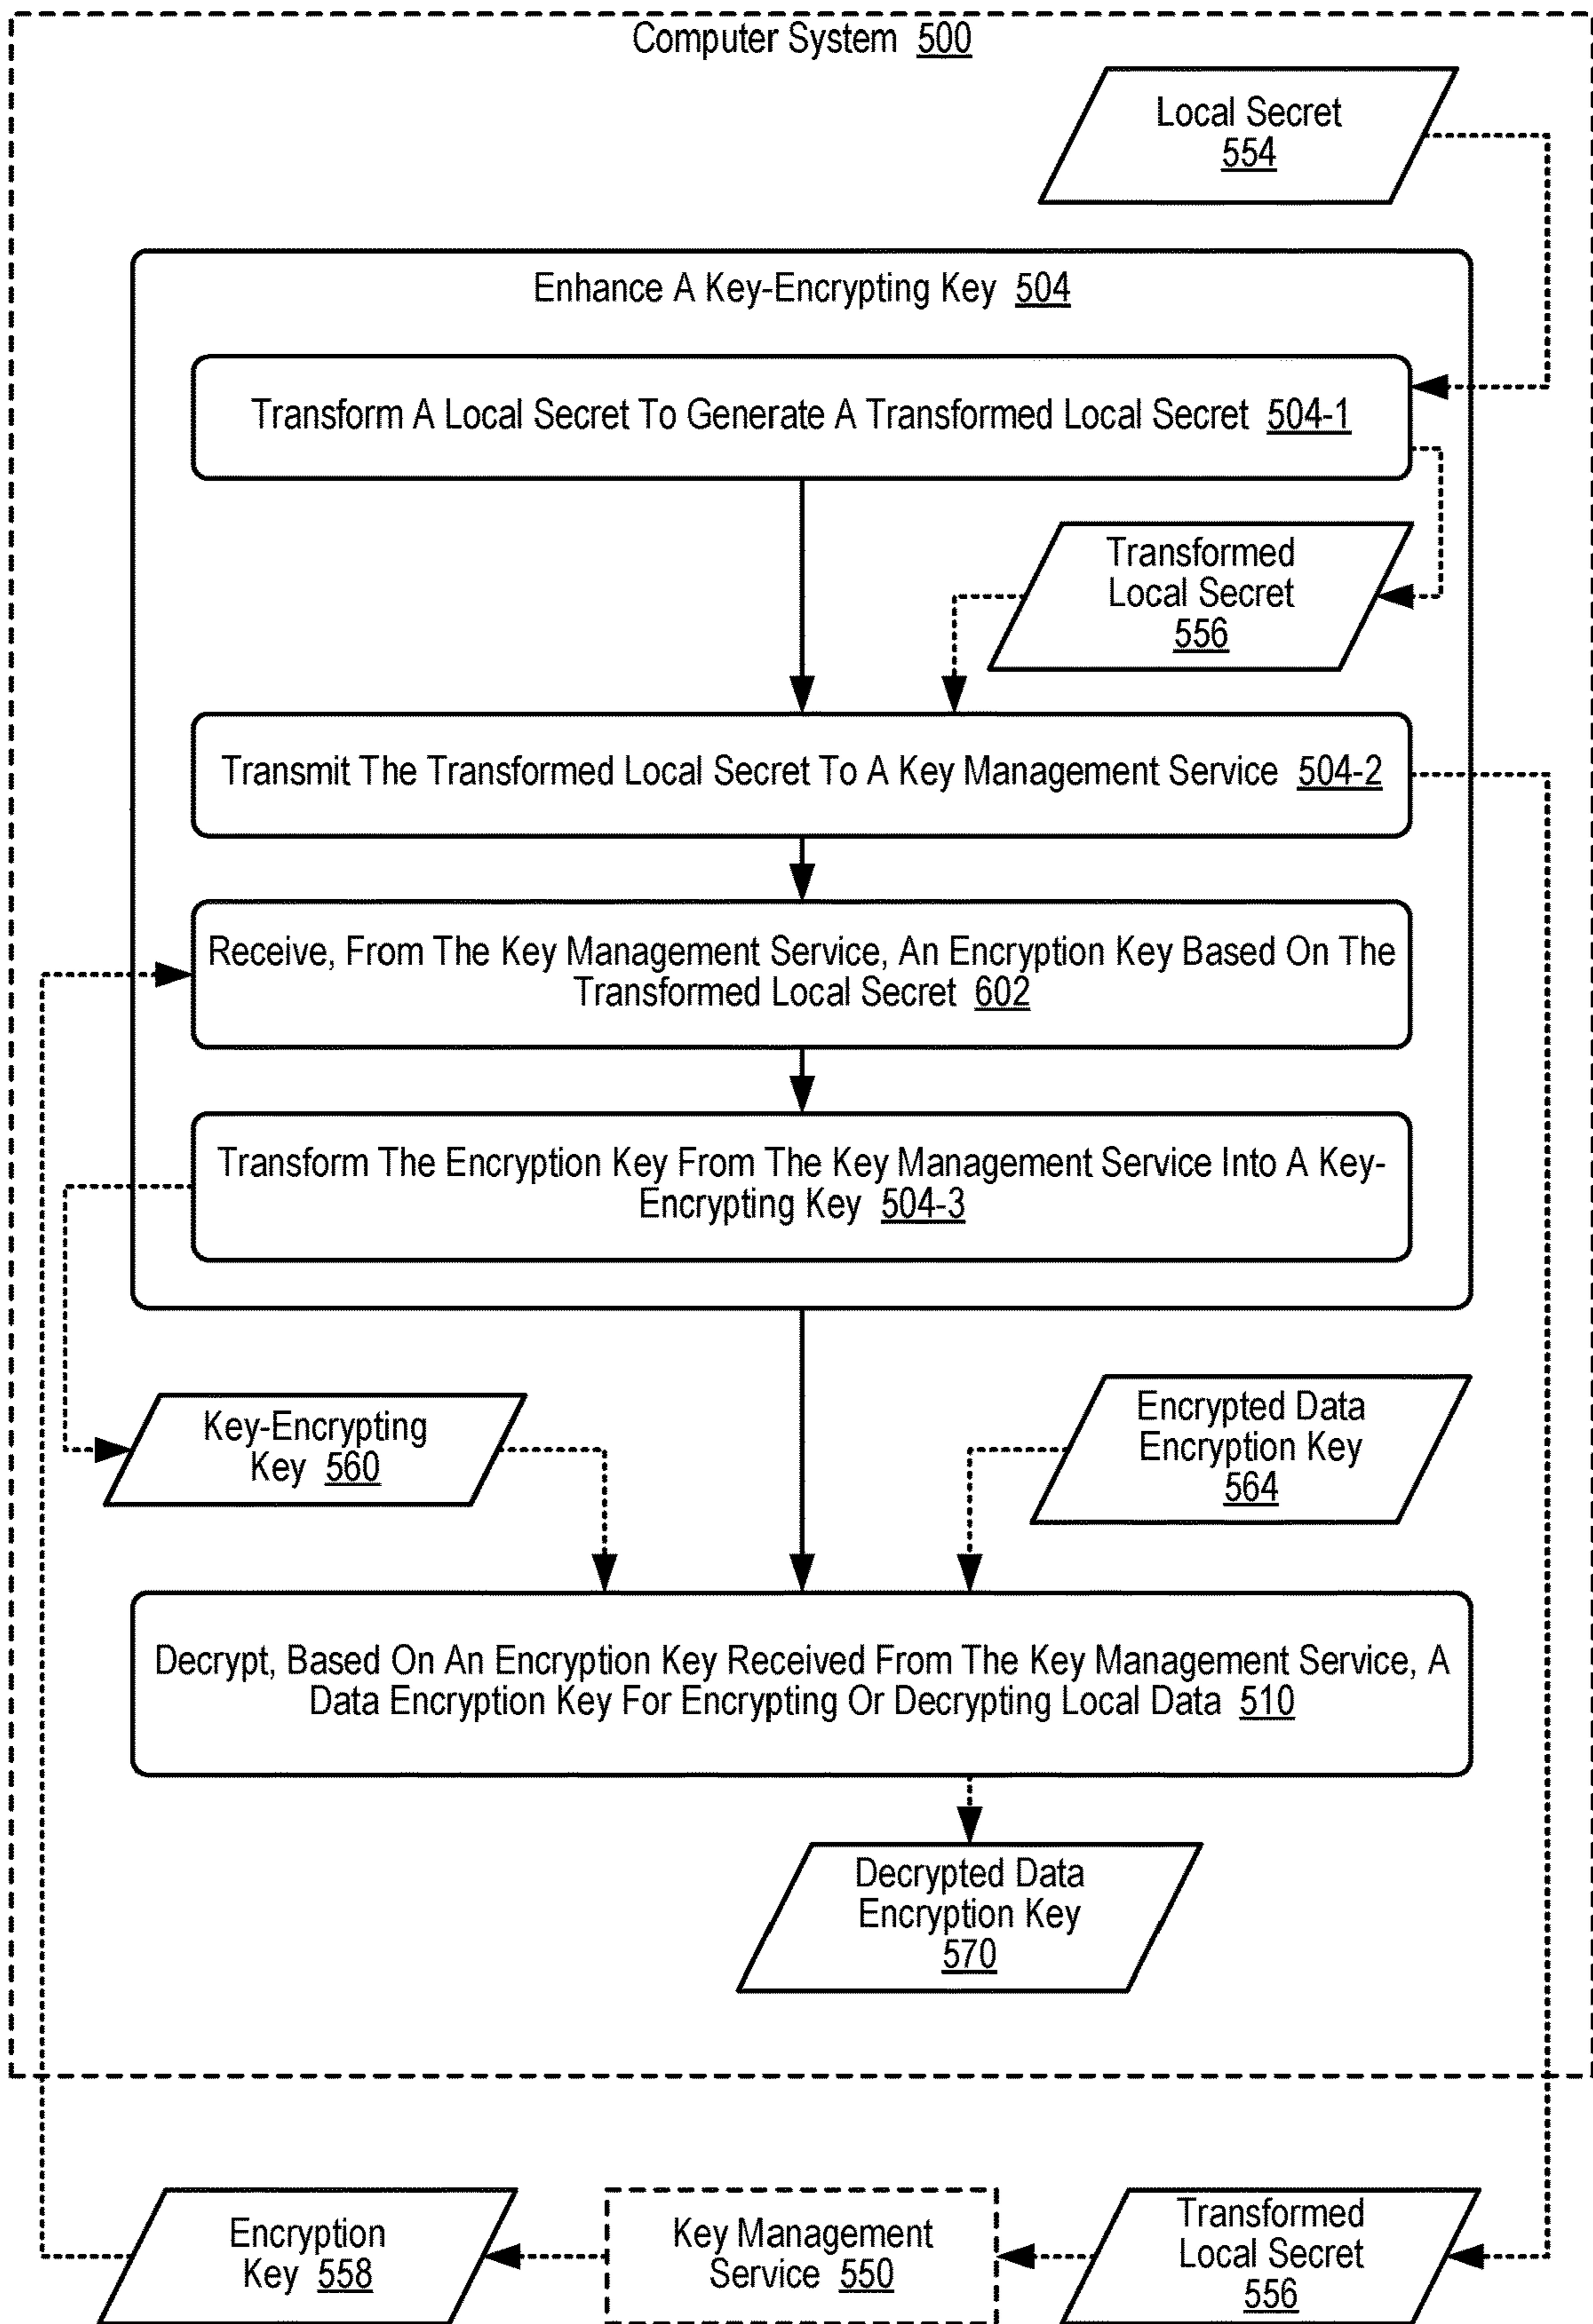 Computer System 500
Local Secret
554
Enhance A Key-Encrypting Key 504
Transform A Local Secret To Generate A Transformed Local Secret 504-1
Transformed
Local Secret
556
Transmit The Transformed Local Secret To A Key Management Service 504-2
Receive, From The Key Management Service, An Encryption Key Based On The
Transformed Local Secret 602
Transform The Encryption Key From The Key Management Service Into A Key-
Encrypting Key 504-3
Key-Encrypting
Key 560
Encrypted Data
Encryption Key
564
Decrypt, Based On An Encryption Key Received From The Key Management Service, A
Data Encryption Key For Encrypting Or Decrypting Local Data 510
Decrypted Data
Encryption Key
570
Encryption
Key 558
Key Management
Service 550
Transformed
Local Secret
556